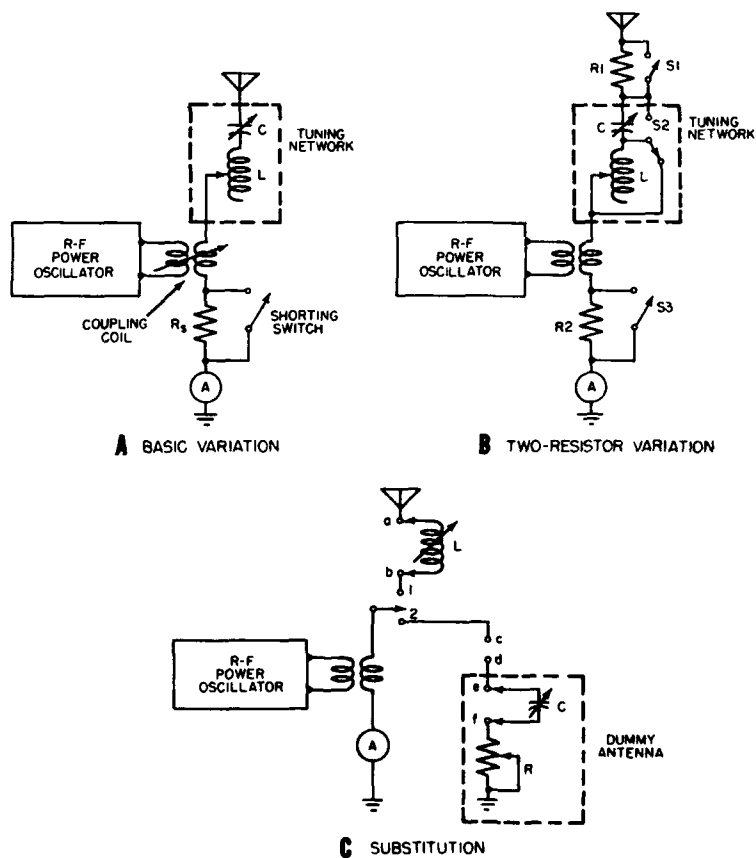 C
L
TUNING
NETWORK
R-F
POWER
OSCILLATOR
COUPLING
COIL
Rs
SHORTING
SWITCH
A
A BASIC VARIATION
R1
S1
C
S2
L
TUNING
NETWORK
R-F
POWER
OSCILLATOR
R2
S3
A
B TWO-RESISTOR VARIATION
a
L
b
1
2
R-F
POWER
OSCILLATOR
A
c
d
e
C
f
R
DUMMY
ANTENNA
C SUBSTITUTION